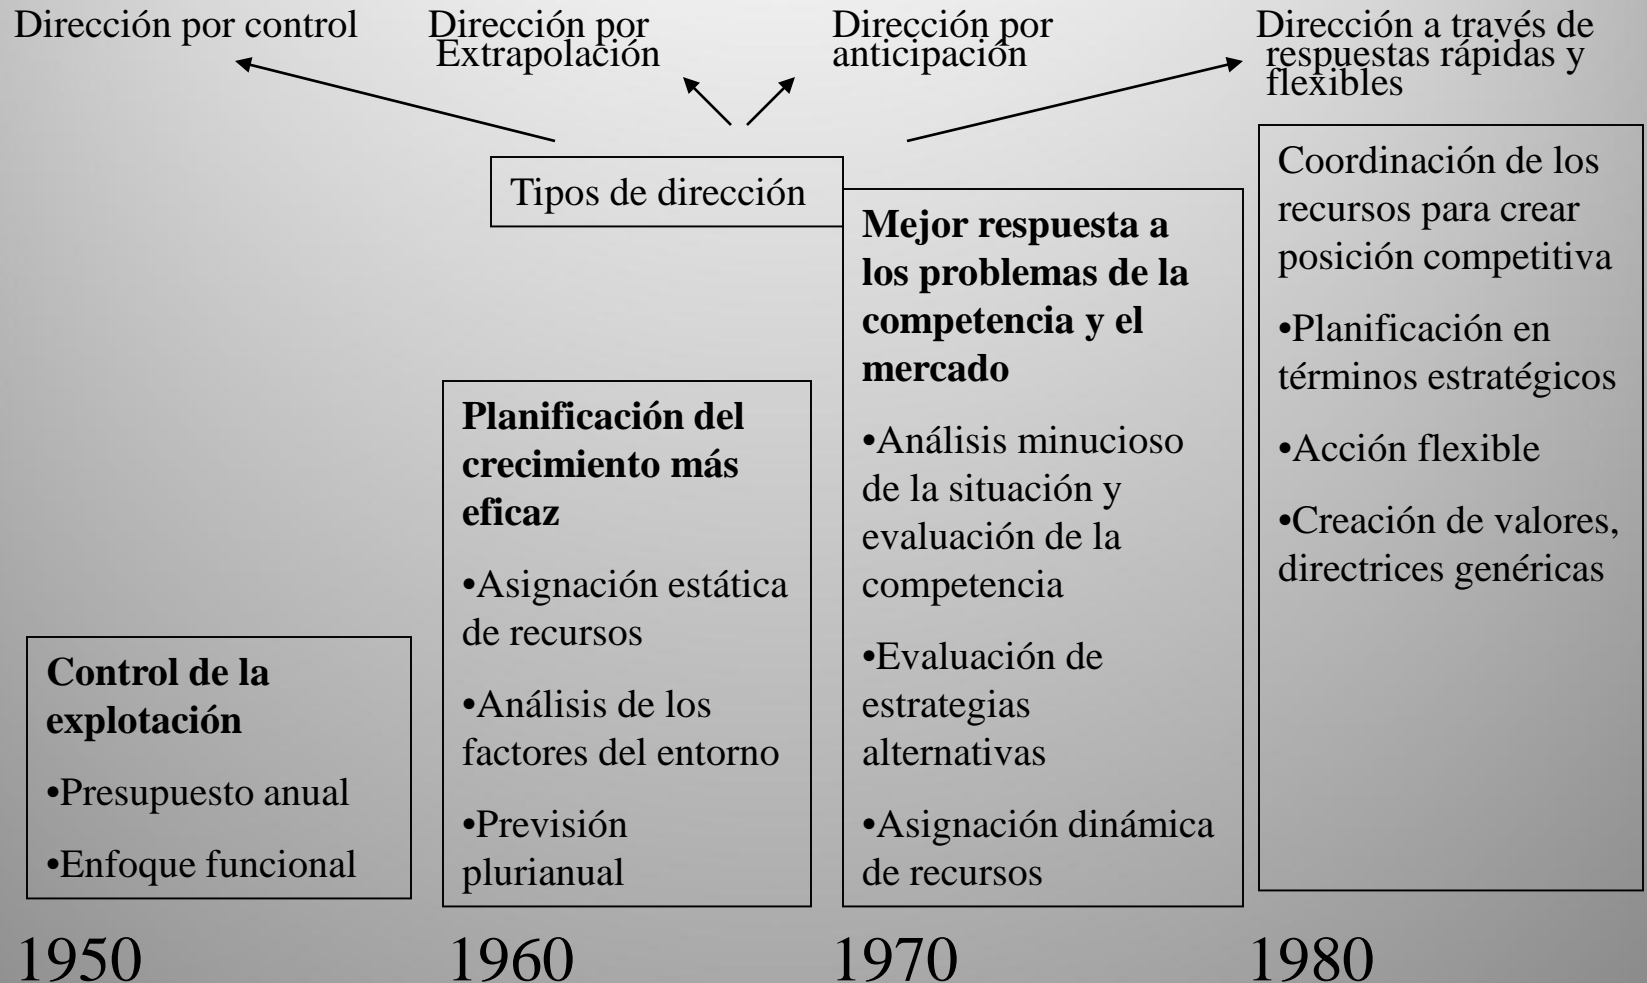 Dirección por control
Dirección por
Extrapolación
Dirección por
anticipación
Dirección a través de
respuestas rápidas y
flexibles
Tipos de dirección
Control de la
explotación
•Presupuesto anual
•Enfoque funcional
Planificación del
crecimiento más
eficaz
•Asignación estática
de recursos
•Análisis de los
factores del entorno
•Previsión
plurianual
Mejor respuesta a
los problemas de la
competencia y el
mercado
•Análisis minucioso
de la situación y
evaluación de la
competencia
•Evaluación de
estrategias
alternativas
•Asignación dinámica
de recursos
Coordinación de los
recursos para crear
posición competitiva
•Planificación en
términos estratégicos
•Acción flexible
•Creación de valores,
directrices genéricas
1950
1960
1970
1980